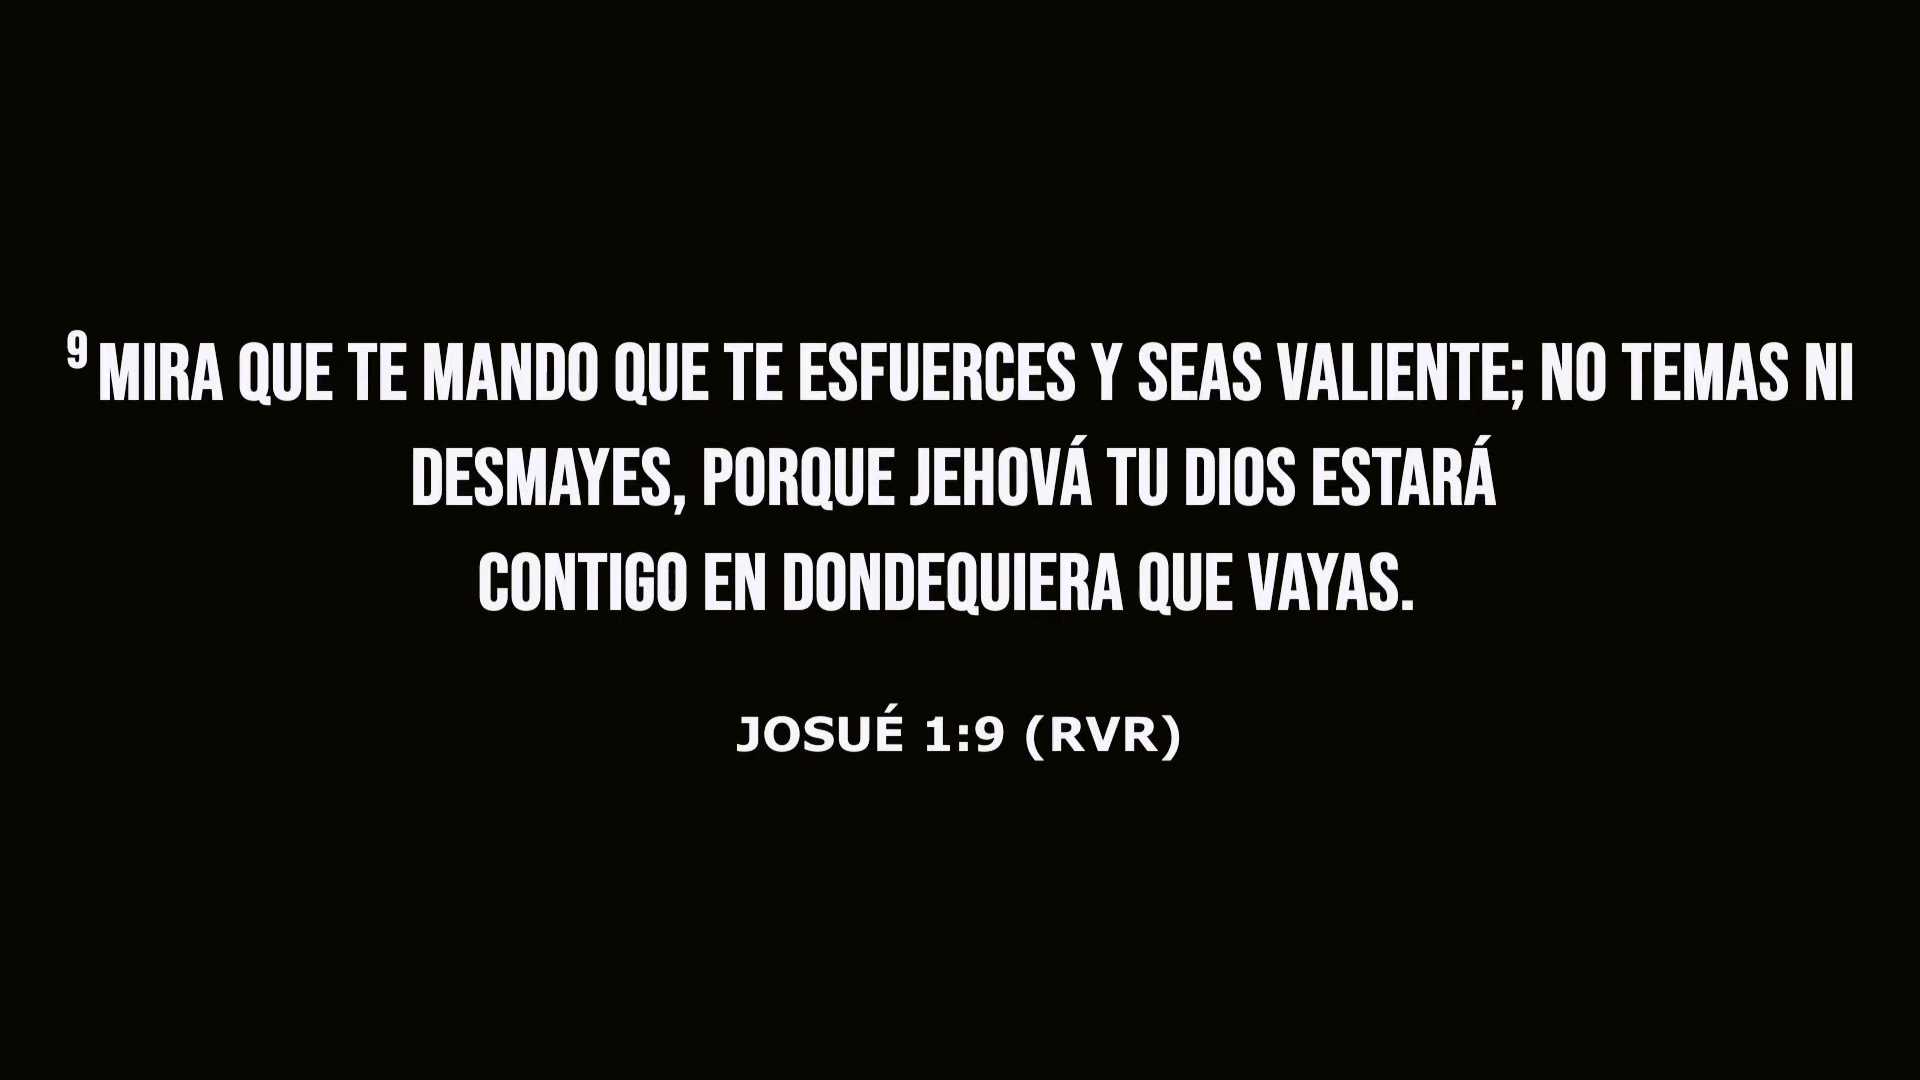 ⁹ MIRA QUE TE MANDO QUE TE ESFUERCES Y SEAS VALIENTE; NO TEMAS NI
DESMAYES, PORQUE JEHOVÁ TU DIOS ESTARÁ
CONTIGO EN DONDEQUIERA QUE VAYAS.
JOSUÉ 1:9 (RVR)